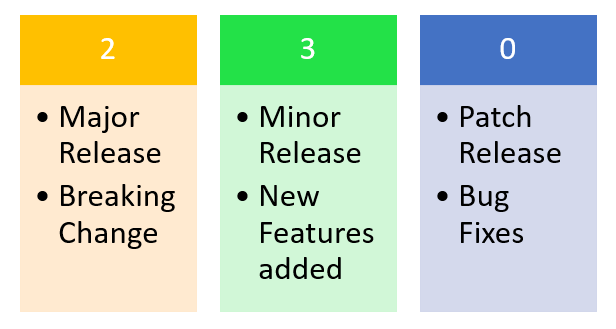 2
• Major
Release
• Breaking
Change
3
• Minor
Release
• New
Features
added
0
• Patch
Release
• Bug
Fixes